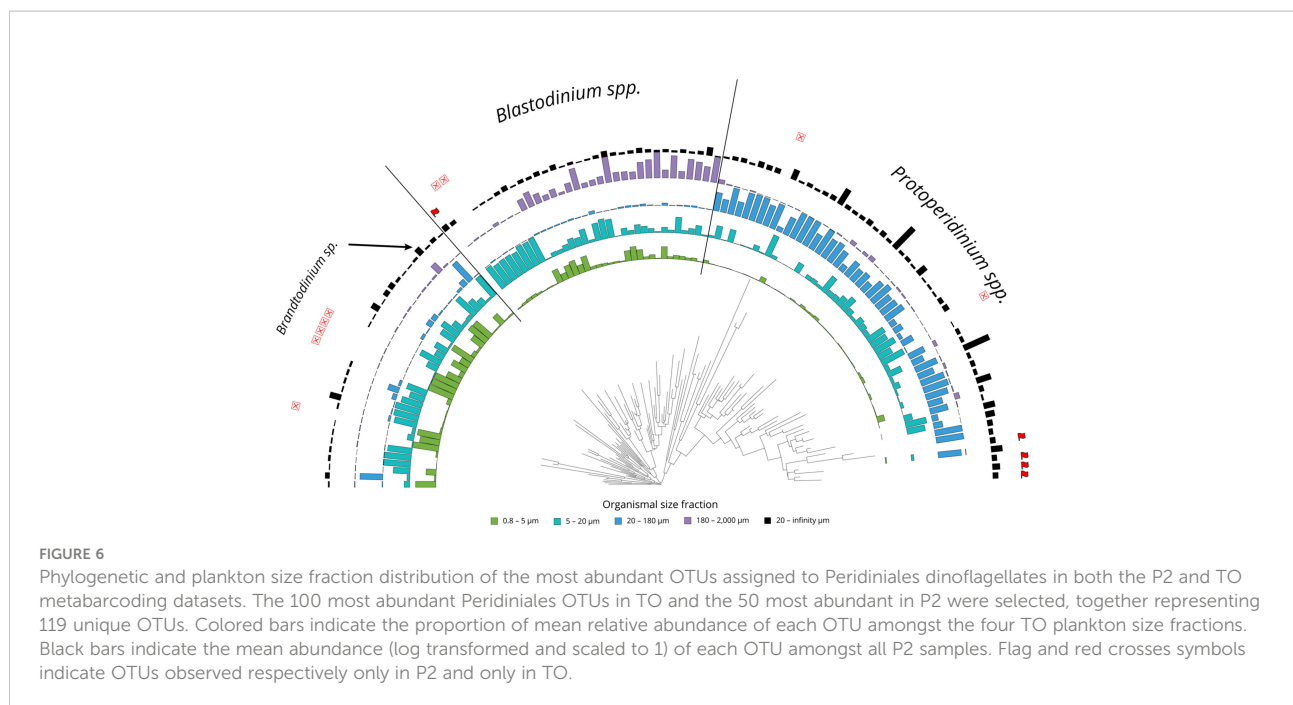 Blastodinium spp.
Protoperidinium spp.
Brandtodinium sp.
Organismal size fraction
0.8 – 5 µm 5 – 20 µm 20 – 180 µm 180 – 2,000 µm 20 – infinity µm
FIGURE 6
Phylogenetic and plankton size fraction distribution of the most abundant OTUs assigned to Peridiniales dinoflagellates in both the P2 and TO
metabarcoding datasets. The 100 most abundant Peridiniales OTUs in TO and the 50 most abundant in P2 were selected, together representing
119 unique OTUs. Colored bars indicate the proportion of mean relative abundance of each OTU amongst the four TO plankton size fractions.
Black bars indicate the mean abundance (log transformed and scaled to 1) of each OTU amongst all P2 samples. Flag and red crosses symbols
indicate OTUs observed respectively only in P2 and only in TO.